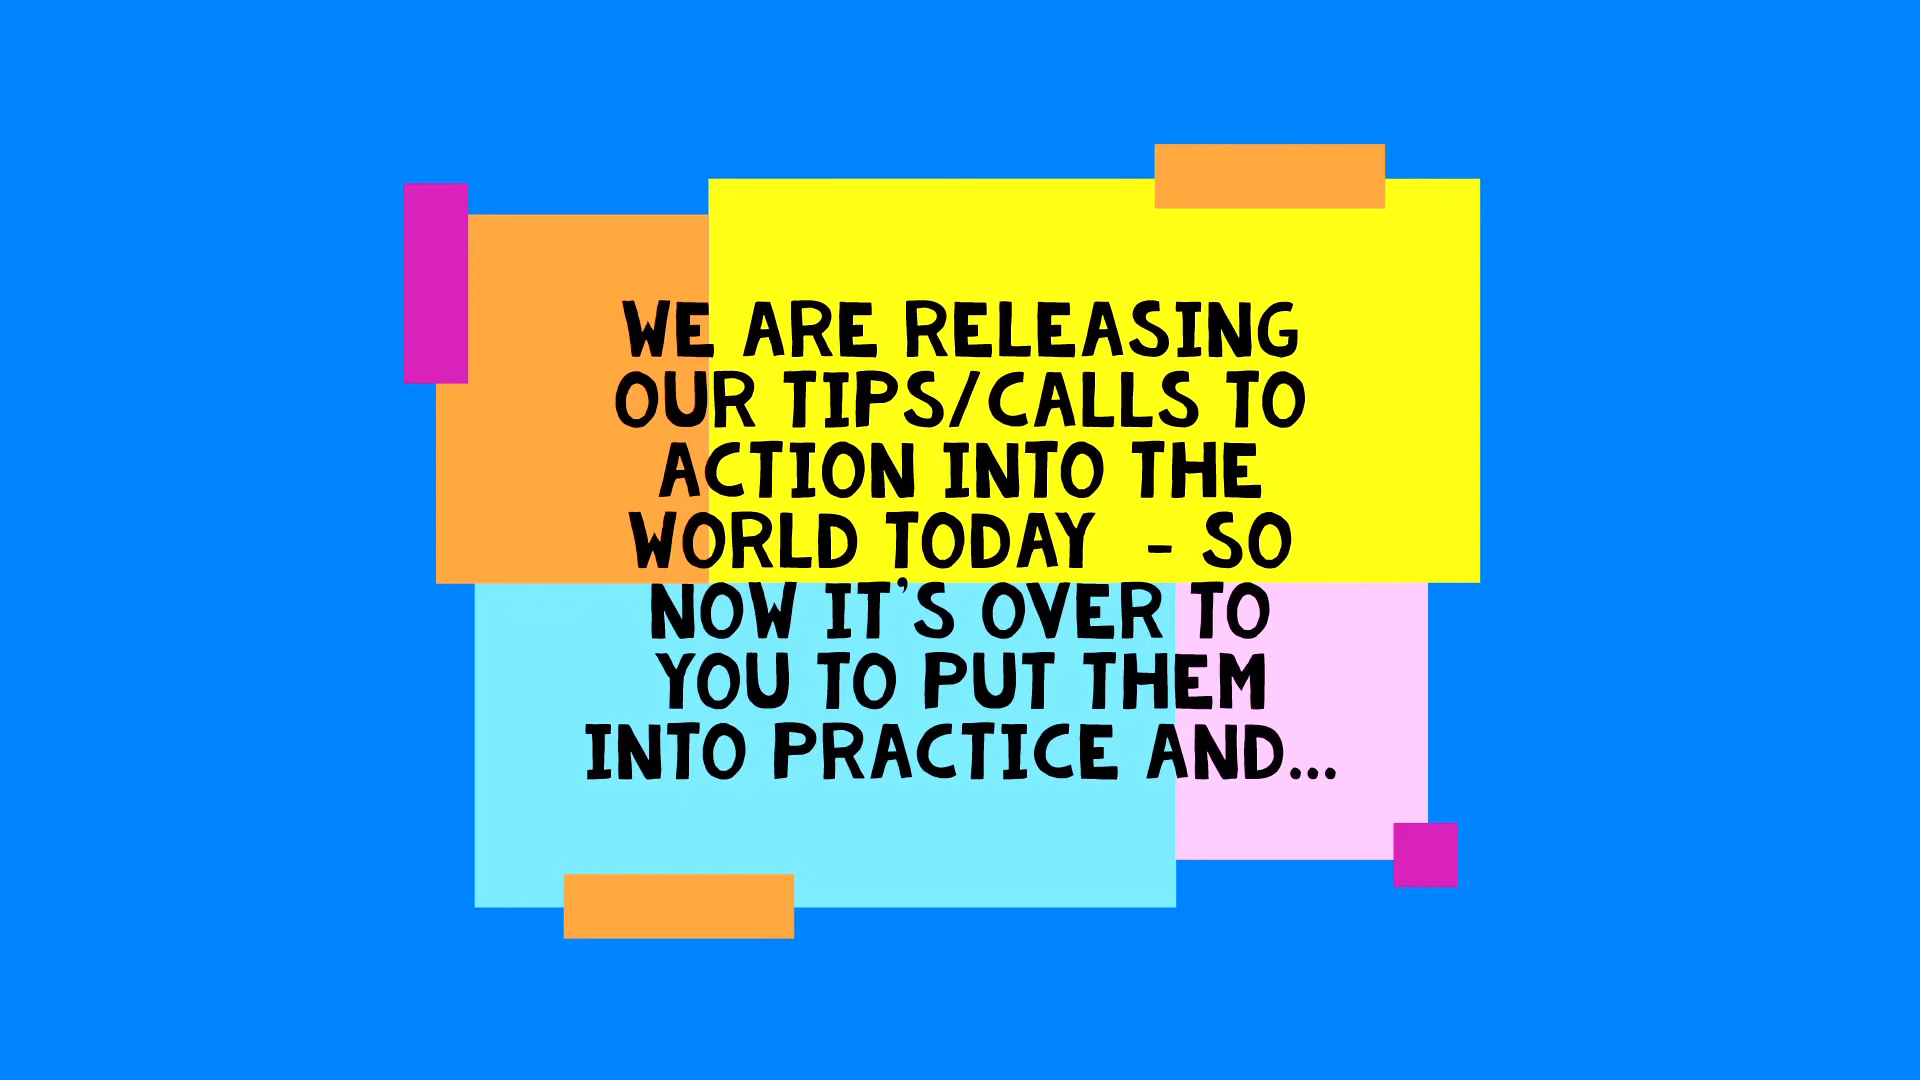 WE ARE RELEASING
OUR TIPS/CALLS TO
ACTION INTO THE
WORLD TODAY - SO
NOW IT'S OVER TO
YOU TO PUT THEM
INTO PRACTICE AND...